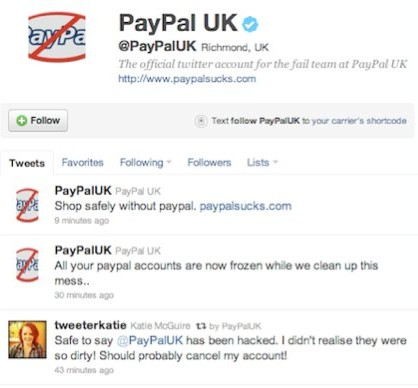 PayPa
PayPal UK
@PayPalUK Richmond, UK
The official twitter account for the fail team at PayPal UK
http://www.paypalsucks.com
Follow
Text follow PayPalUK to your carrier's shortcode
Tweets Favorites Following Followers Lists
PayPalUK PayPal UK
Shop safely without paypal. paypalsucks.com
9 minutes ago
PayPalUK PayPal UK
All your paypal accounts are now frozen while we clean up this
mess..
30 minutes ago
tweeterkatie Katie McGuire by PayPalUK
Safe to say @PayPalUK has been hacked. I didn't realise they were
so dirty! Should probably cancel my account!
43 minutes ago